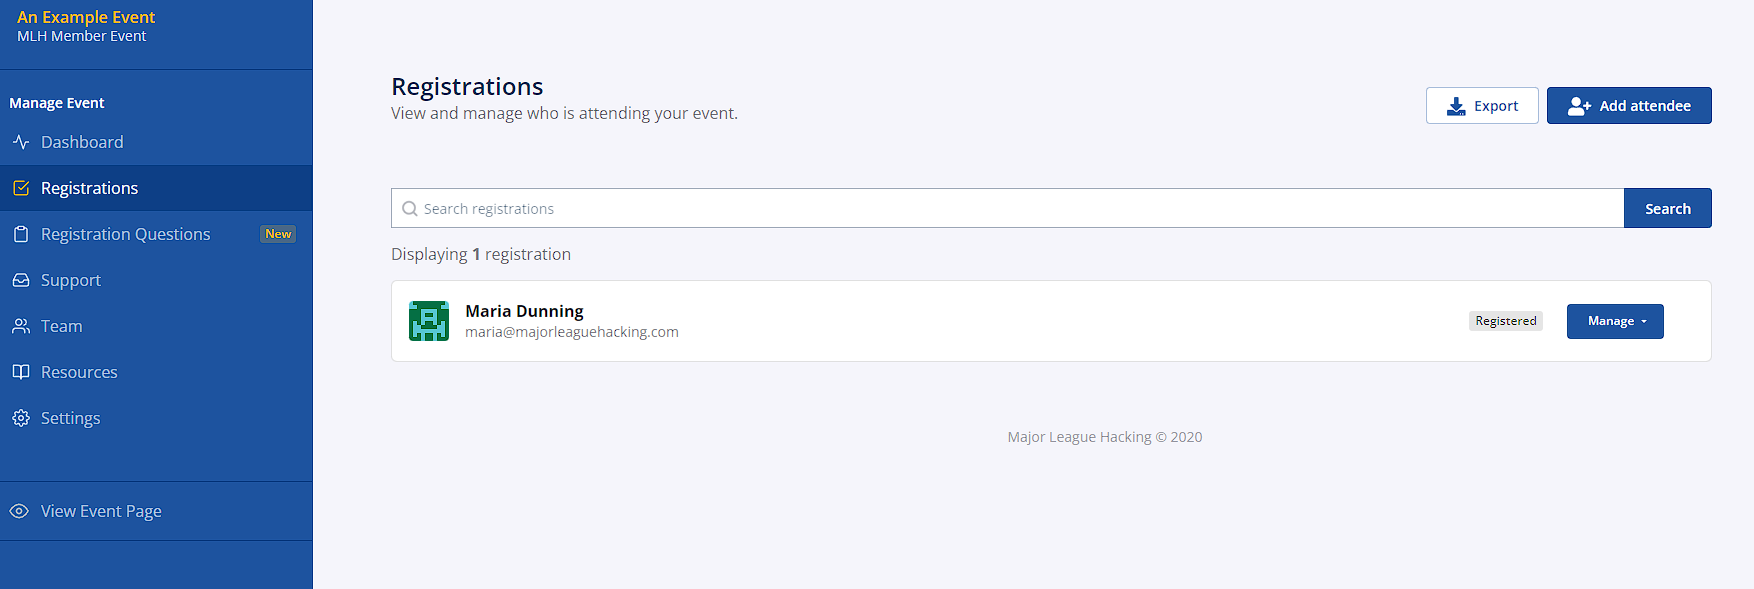 An Example Event
MLH Member Event
Manage Event
Dashboard
Registrations
Registration Questions New
Support
Team
Resources
Settings
View Event Page
Registrations
View and manage who is attending your event.
Export
Add attendee
Search registrations
Search
Displaying 1 registration
Maria Dunning
maria@majorleaguehacking.com
Registered
Manage
Major League Hacking © 2020